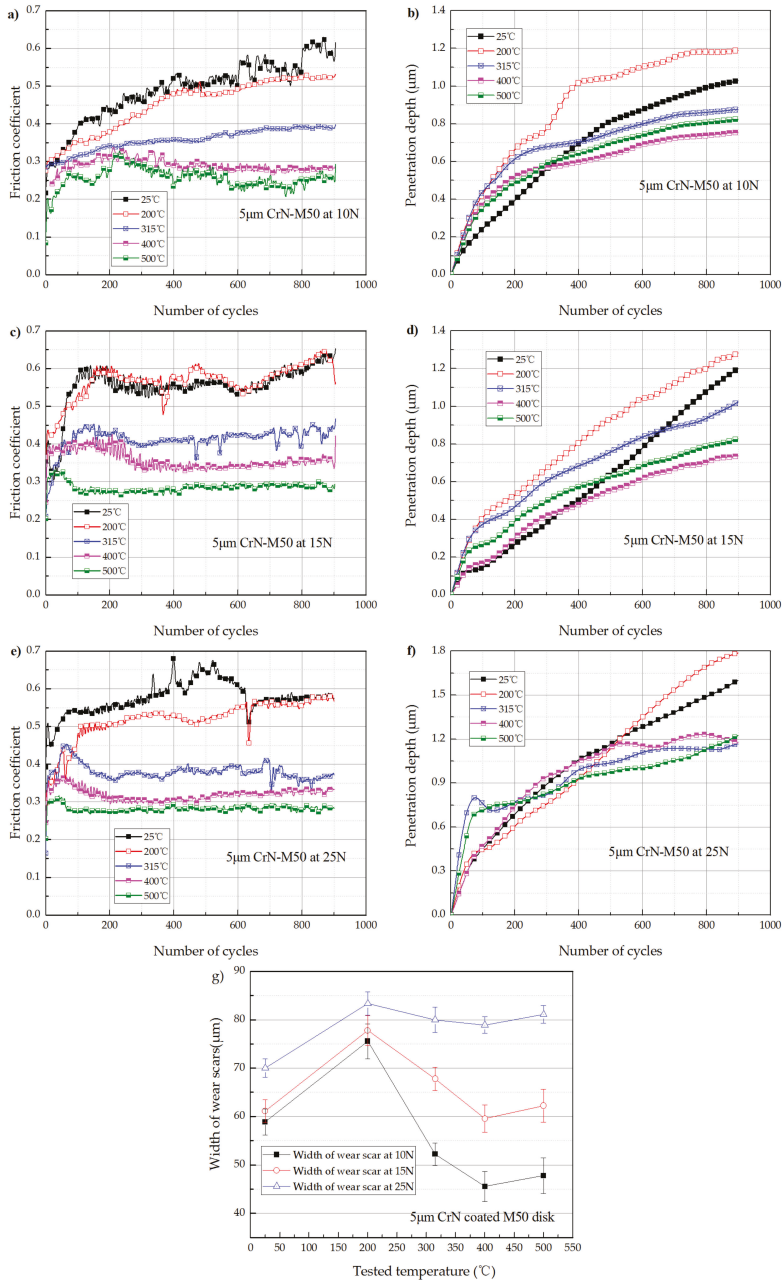 a)
0.7
0.6
0.5
0.4
0.3
0.2
0.1
0.0
Friction coefficient
25℃
200℃
315℃
400℃
500℃
5μm CrN-M50 at 10N
0 200 400 600 800 1000
Number of cycles
b)
1.4
1.2
1.0
0.8
0.6
0.4
0.2
0.0
Penetration depth (μm)
25℃
200℃
315℃
400℃
500℃
5μm CrN-M50 at 10N
0 200 400 600 800 1000
Number of cycles
c)
0.7
0.6
0.5
0.4
0.3
0.2
0.1
0.0
Friction coefficient
25℃
200℃
315℃
400℃
500℃
5μm CrN-M50 at 15N
0 200 400 600 800 1000
Number of cycles
d)
1.4
1.2
1.0
0.8
0.6
0.4
0.2
0.0
Penetration depth (μm)
25℃
200℃
315℃
400℃
500℃
5μm CrN-M50 at 15N
0 200 400 600 800 1000
Number of cycles
e)
0.7
0.6
0.5
0.4
0.3
0.2
0.1
0.0
Friction coefficient
25℃
200℃
315℃
400℃
500℃
5μm CrN-M50 at 25N
0 200 400 600 800 1000
Number of cycles
f)
1.8
1.5
1.2
0.9
0.6
0.3
0.0
Penetration depth (μm)
25℃
200℃
315℃
400℃
500℃
5μm CrN-M50 at 25N
0 200 400 600 800 1000
Number of cycles
g)
90
80
70
60
50
40
Width of wear scars(μm)
Width of wear scar at 10N
Width of wear scar at 15N
Width of wear scar at 25N
5μm CrN coated M50 disk
0 50 100 150 200 250 300 350 400 450 500 550
Tested temperature (℃)